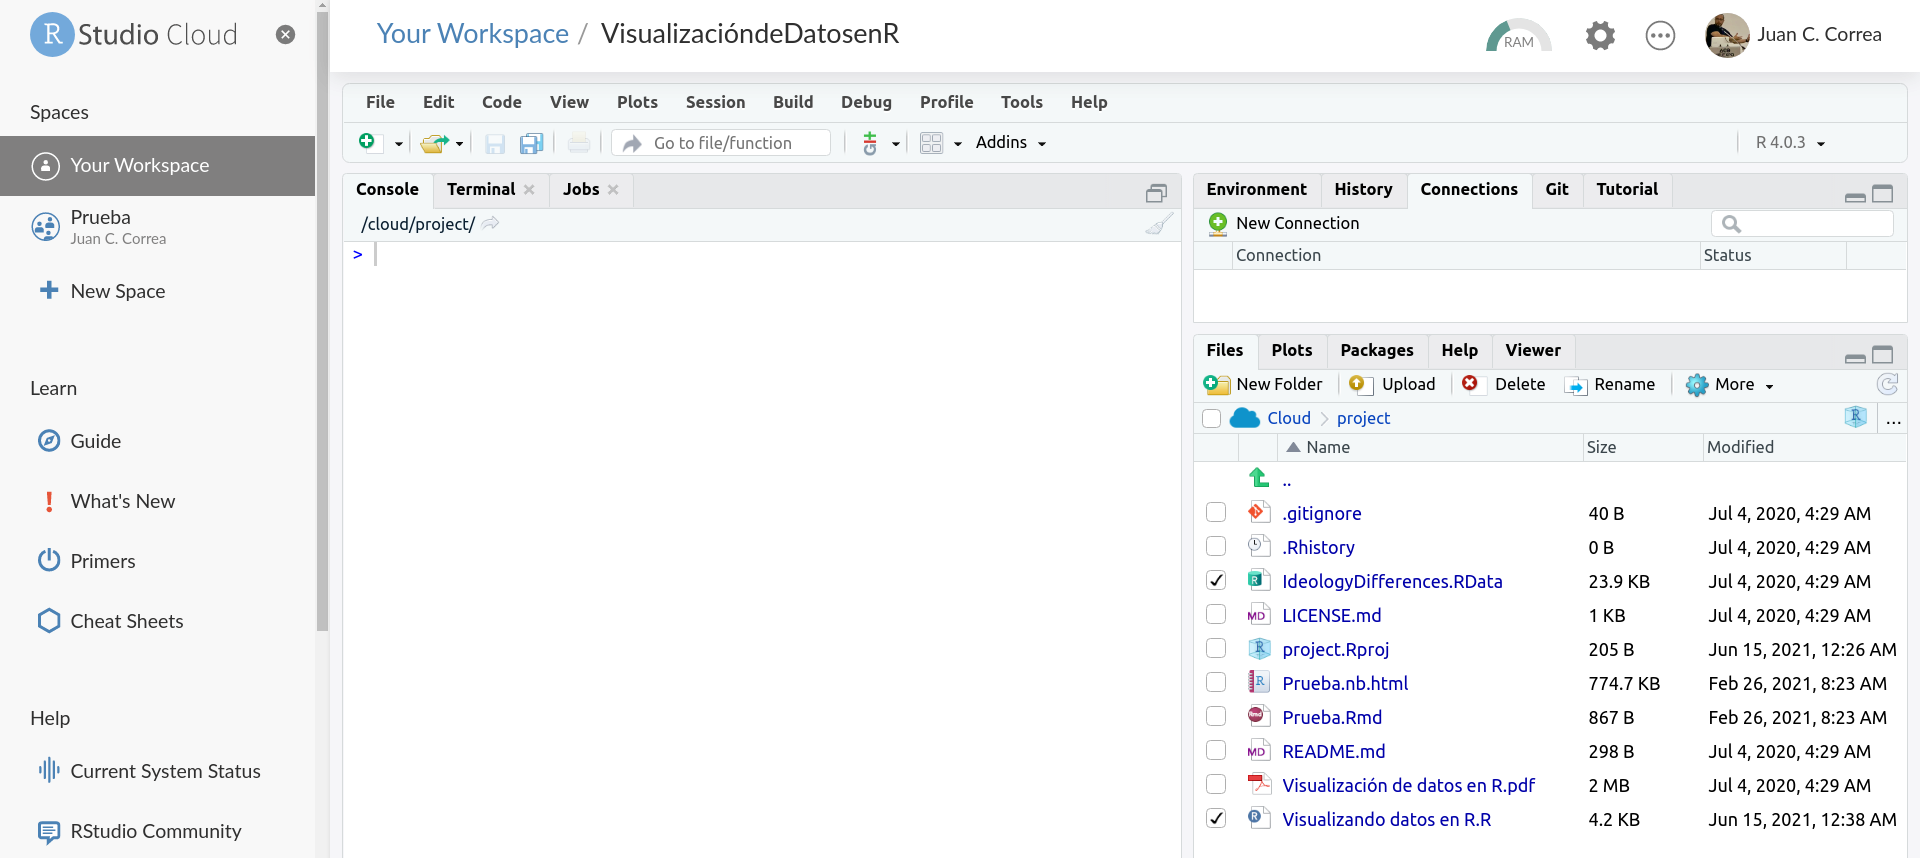 R Studio Cloud
Your Workspace / VisualizacióndeDatosenR
RAM
Juan C. Correa
Spaces
Your Workspace
Prueba
Juan C. Correa
New Space
Learn
Guide
What's New
Primers
Cheat Sheets
Help
Current System Status
RStudio Community
File Edit Code View Plots Session Build Debug Profile Tools Help
Go to file/function Addins R 4.0.3
Console Terminal Jobs
/cloud/project/
>
Environment History Connections Git Tutorial
New Connection
Connection Status
Files Plots Packages Help Viewer
New Folder Upload Delete Rename More
Cloud project R ...
Name Size Modified
..
.gitignore 40 B Jul 4, 2020, 4:29 AM
.Rhistory 0 B Jul 4, 2020, 4:29 AM
R IdeologyDifferences.RData 23.9 KB Jul 4, 2020, 4:29 AM
MD LICENSE.md 1 KB Jul 4, 2020, 4:29 AM
R project.Rproj 205 B Jun 15, 2021, 12:26 AM
R Prueba.nb.html 774.7 KB Feb 26, 2021, 8:23 AM
Rmd Prueba.Rmd 867 B Feb 26, 2021, 8:23 AM
MD README.md 298 B Jul 4, 2020, 4:29 AM
Visualización de datos en R.pdf 2 MB Jul 4, 2020, 4:29 AM
R Visualizando datos en R.R 4.2 KB Jun 15, 2021, 12:38 AM